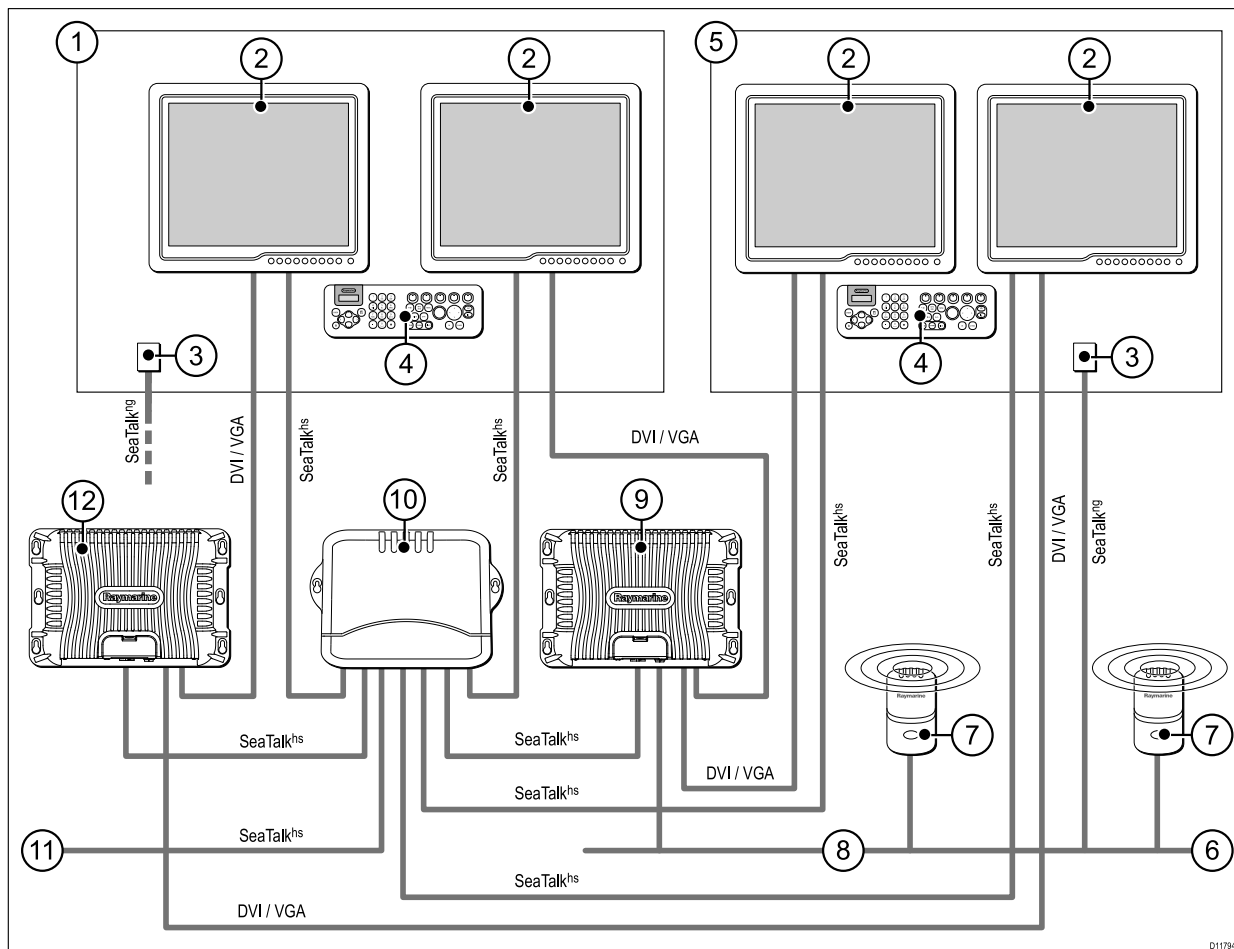 1
5
2
2
2
2
3
4
4
3
SeaTalkng
DVI / VGA
SeaTalkhs
SeaTalkhs
DVI / VGA
SeaTalkhs
SeaTalkhs
DVI / VGA
SeaTalkng
12
10
9
Raymarine
Raymarine
Raymarine
Raymarine
7
7
SeaTalkhs
SeaTalkhs
DVI / VGA
SeaTalkhs
11
SeaTalkhs
8
6
SeaTalkhs
DVI / VGA
D11794